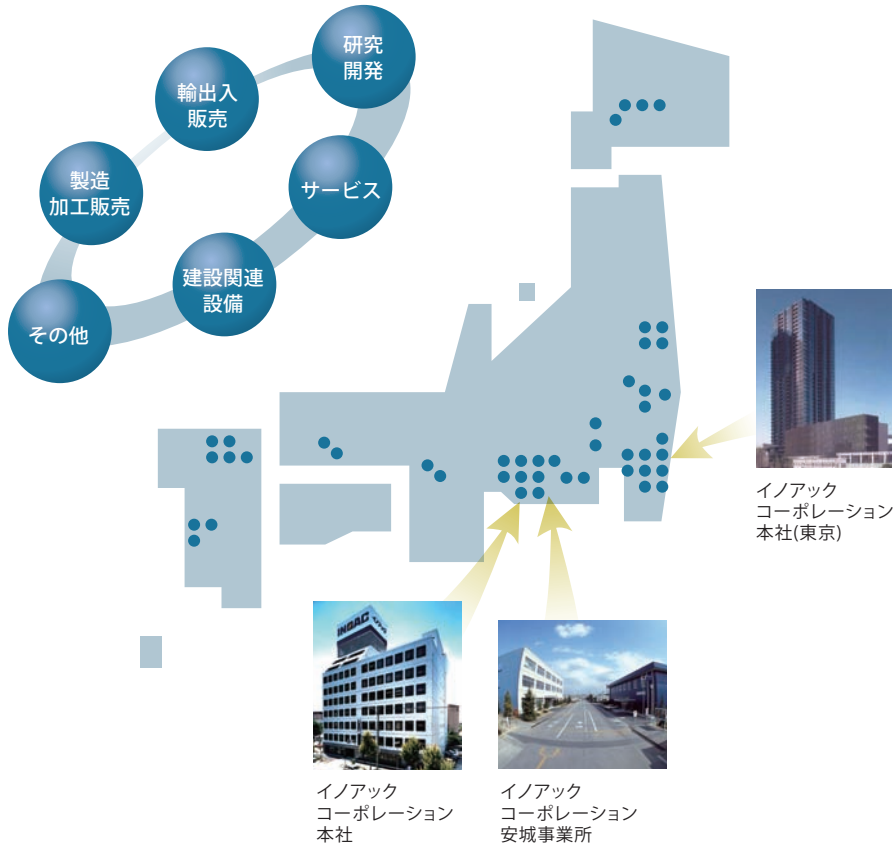 研究
開発
輸出入
販売
製造
加工販売
サービス
建設関連
設備
その他
イノアック
コーポレーション
本社(東京)
INOAC
イノアック
コーポレーション
本社
イノアック
コーポレーション
安城事業所